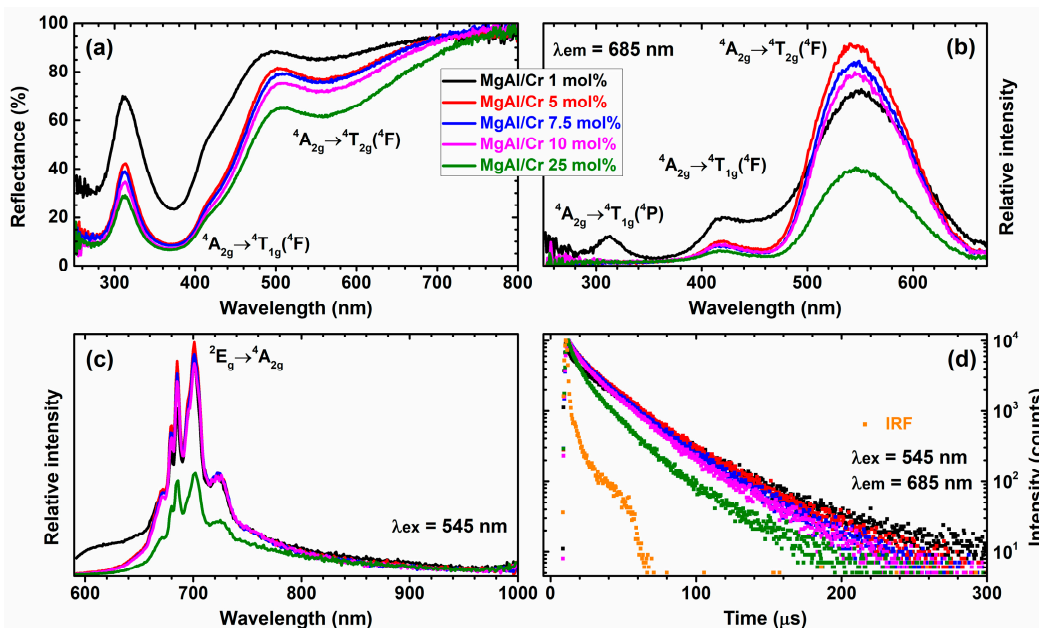 (a)
100
80
60
40
20
0
Reflectance (%)
300 400 500 600 700 800
Wavelength (nm)
⁴A₂g→⁴T₂g(⁴F)
⁴A₂g→⁴T₁g(⁴F)
MgAl/Cr 1 mol%
MgAl/Cr 5 mol%
MgAl/Cr 7.5 mol%
MgAl/Cr 10 mol%
MgAl/Cr 25 mol%
(b)
λem = 685 nm
⁴A₂g→⁴T₂g(⁴F)
⁴A₂g→⁴T₁g(⁴F)
⁴A₂g→⁴T₁g(⁴P)
Relative intensity
300 400 500 600
Wavelength (nm)
(c)
²Eg→⁴A₂g
λex = 545 nm
Relative intensity
600 700 800 900 1000
Wavelength (nm)
(d)
IRF
λex = 545 nm
λem = 685 nm
10⁴
10³
10²
10¹
Intensity (counts)
0 100 200 300
Time (μs)